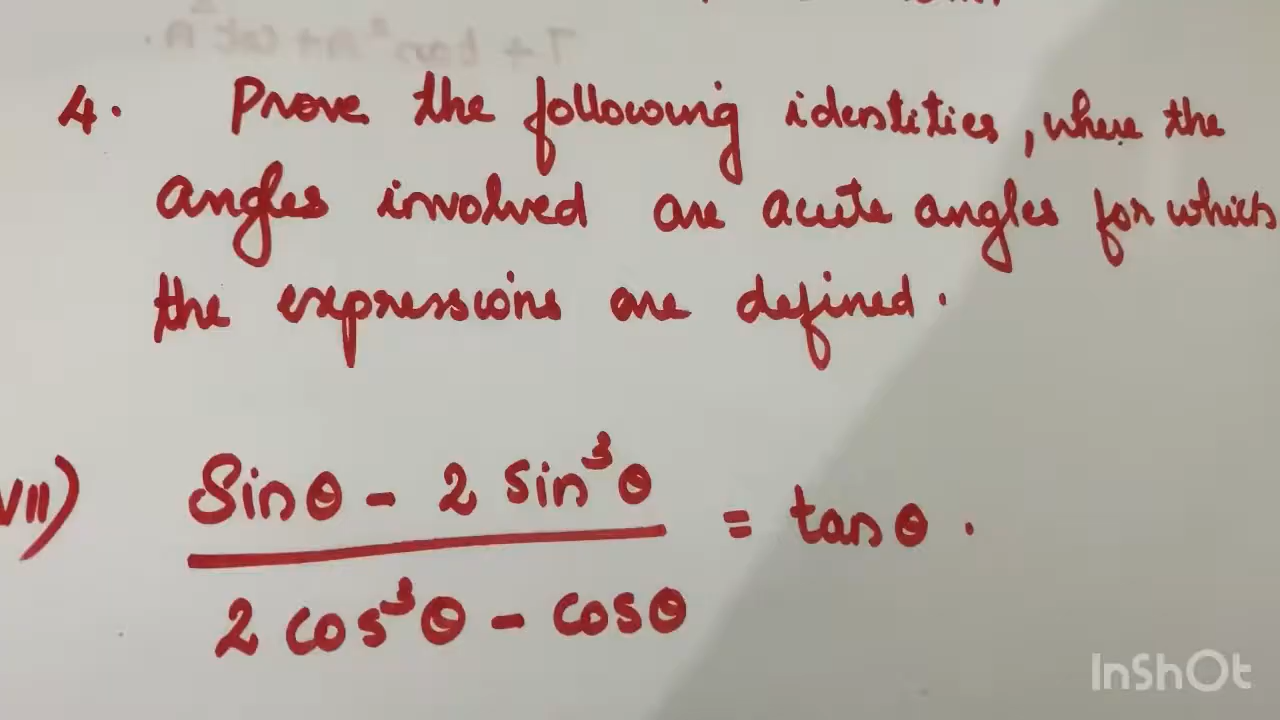 4. Prove the following identities, where the
angles involved are acute angles for which
the expressions are defined.
VII) Sinθ - 2 Sin³θ
2 cos³θ - cosθ
= tanθ.
InShOt